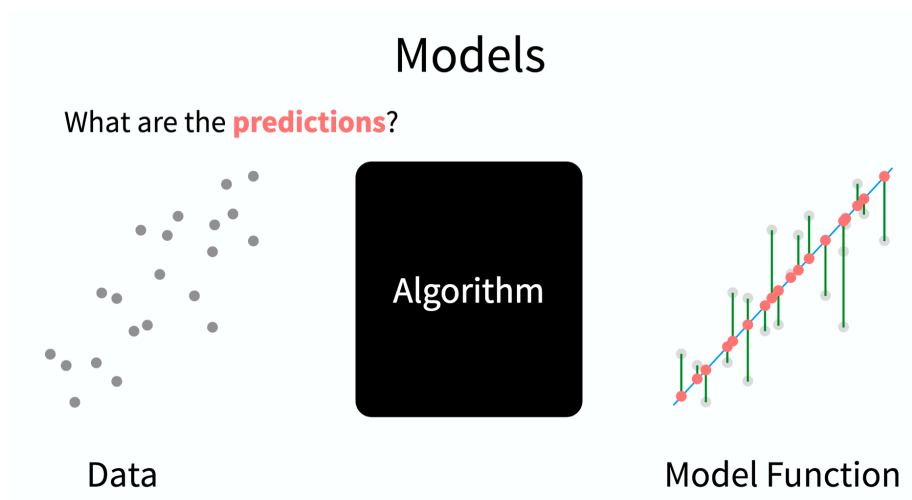 Models
What are the predictions?
Algorithm
Data
Model Function